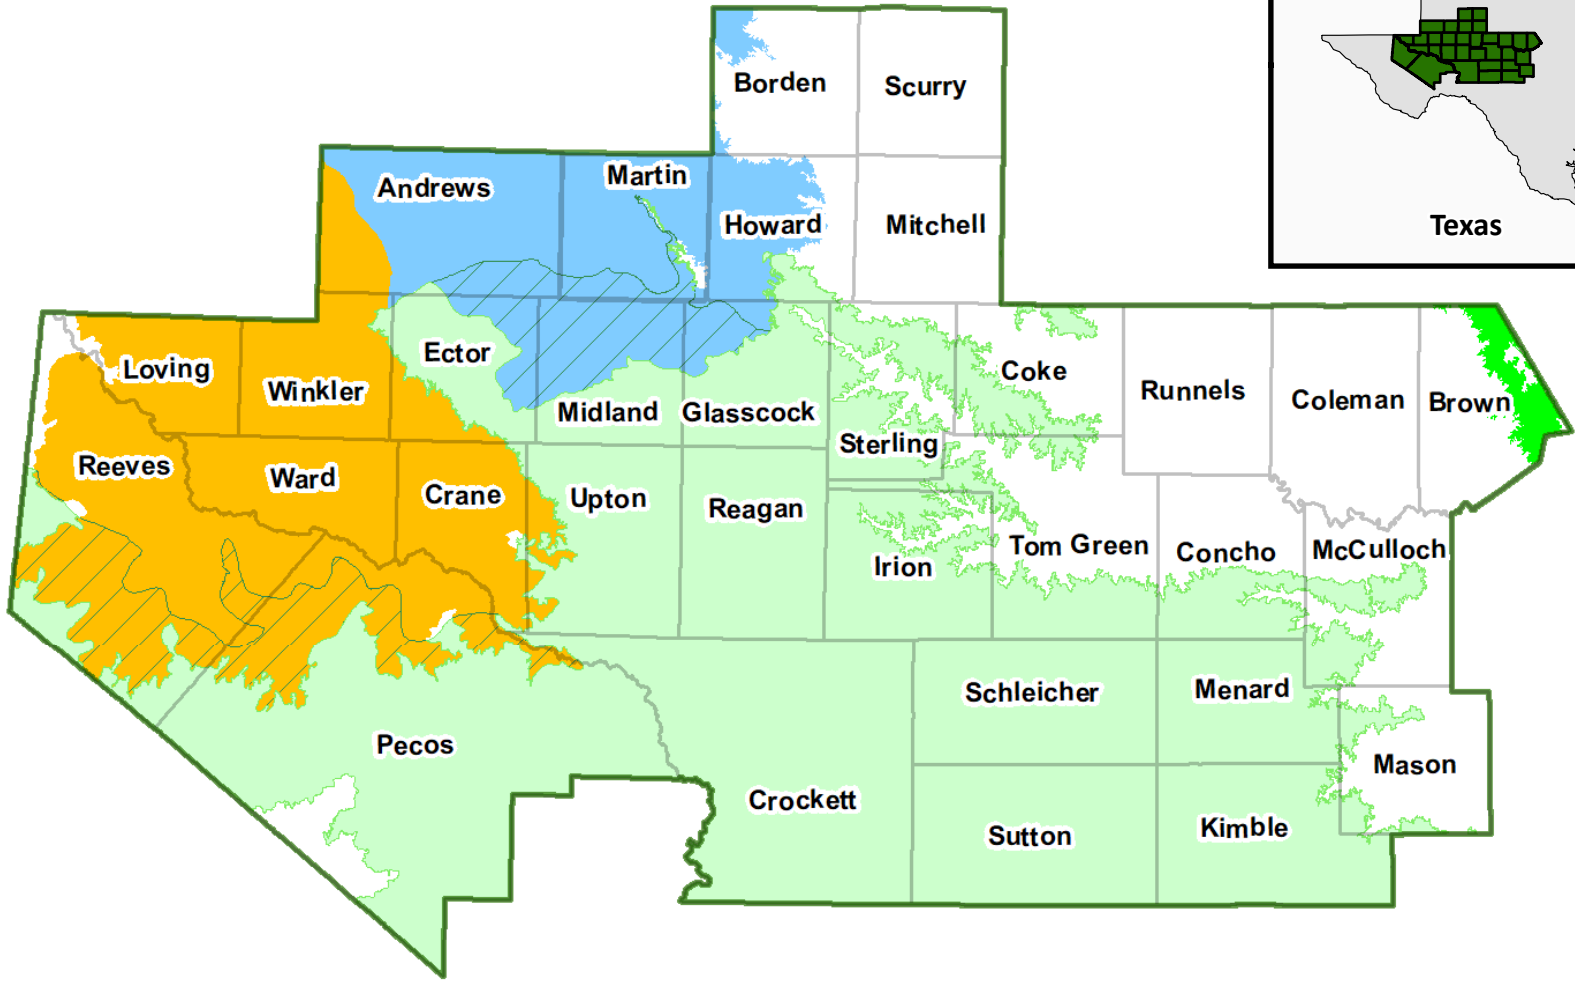 Borden
Scurry
Andrews
Martin
Howard
Mitchell
Texas
Loving
Winkler
Ector
Midland
Glasscock
Coke
Runnels
Coleman
Brown
Sterling
Reeves
Ward
Crane
Upton
Reagan
Irion
Tom Green
Concho
McCulloch
Pecos
Crockett
Schleicher
Menard
Mason
Sutton
Kimble